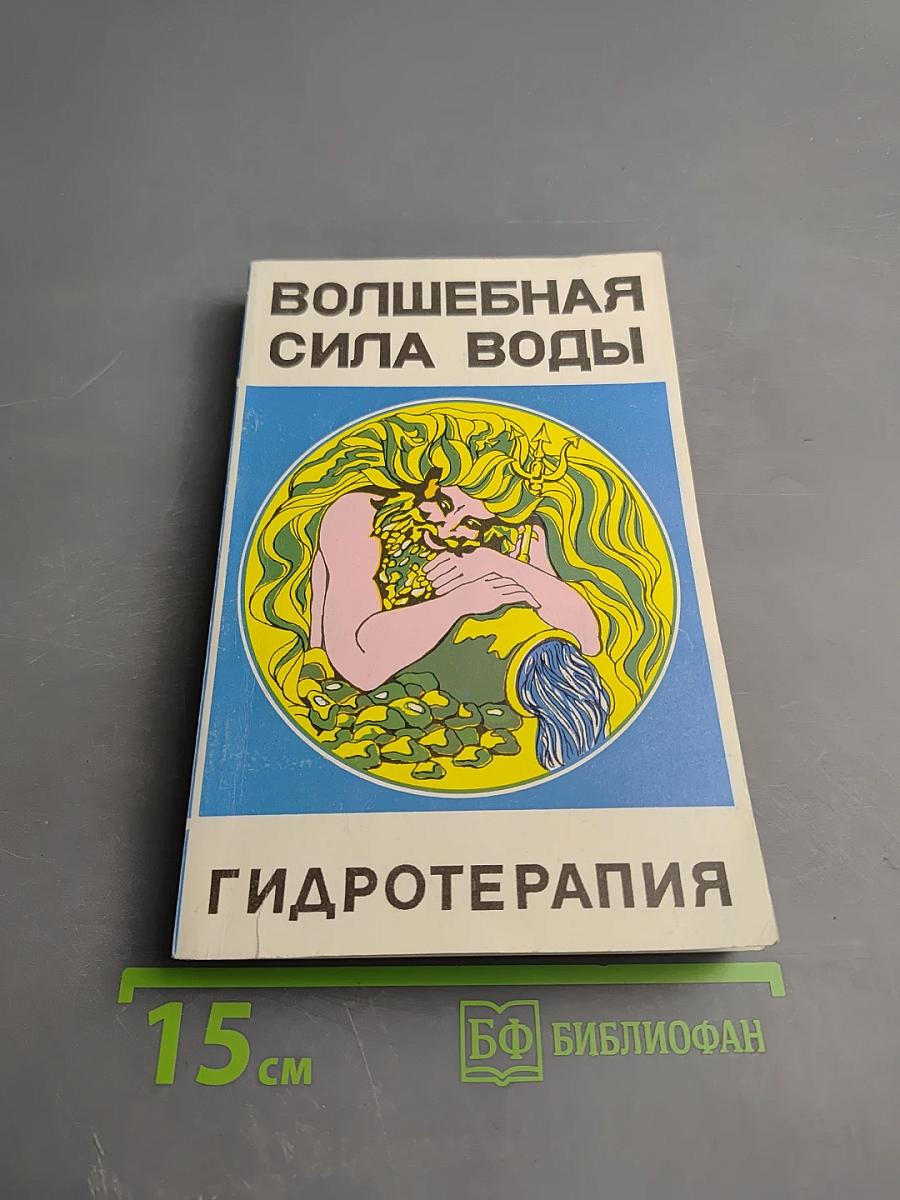 ВОЛШЕБНАЯ
СИЛА ВОДЫ
ГИДРОТЕРАПИЯ
15 см
БФ БИБЛИОФАН